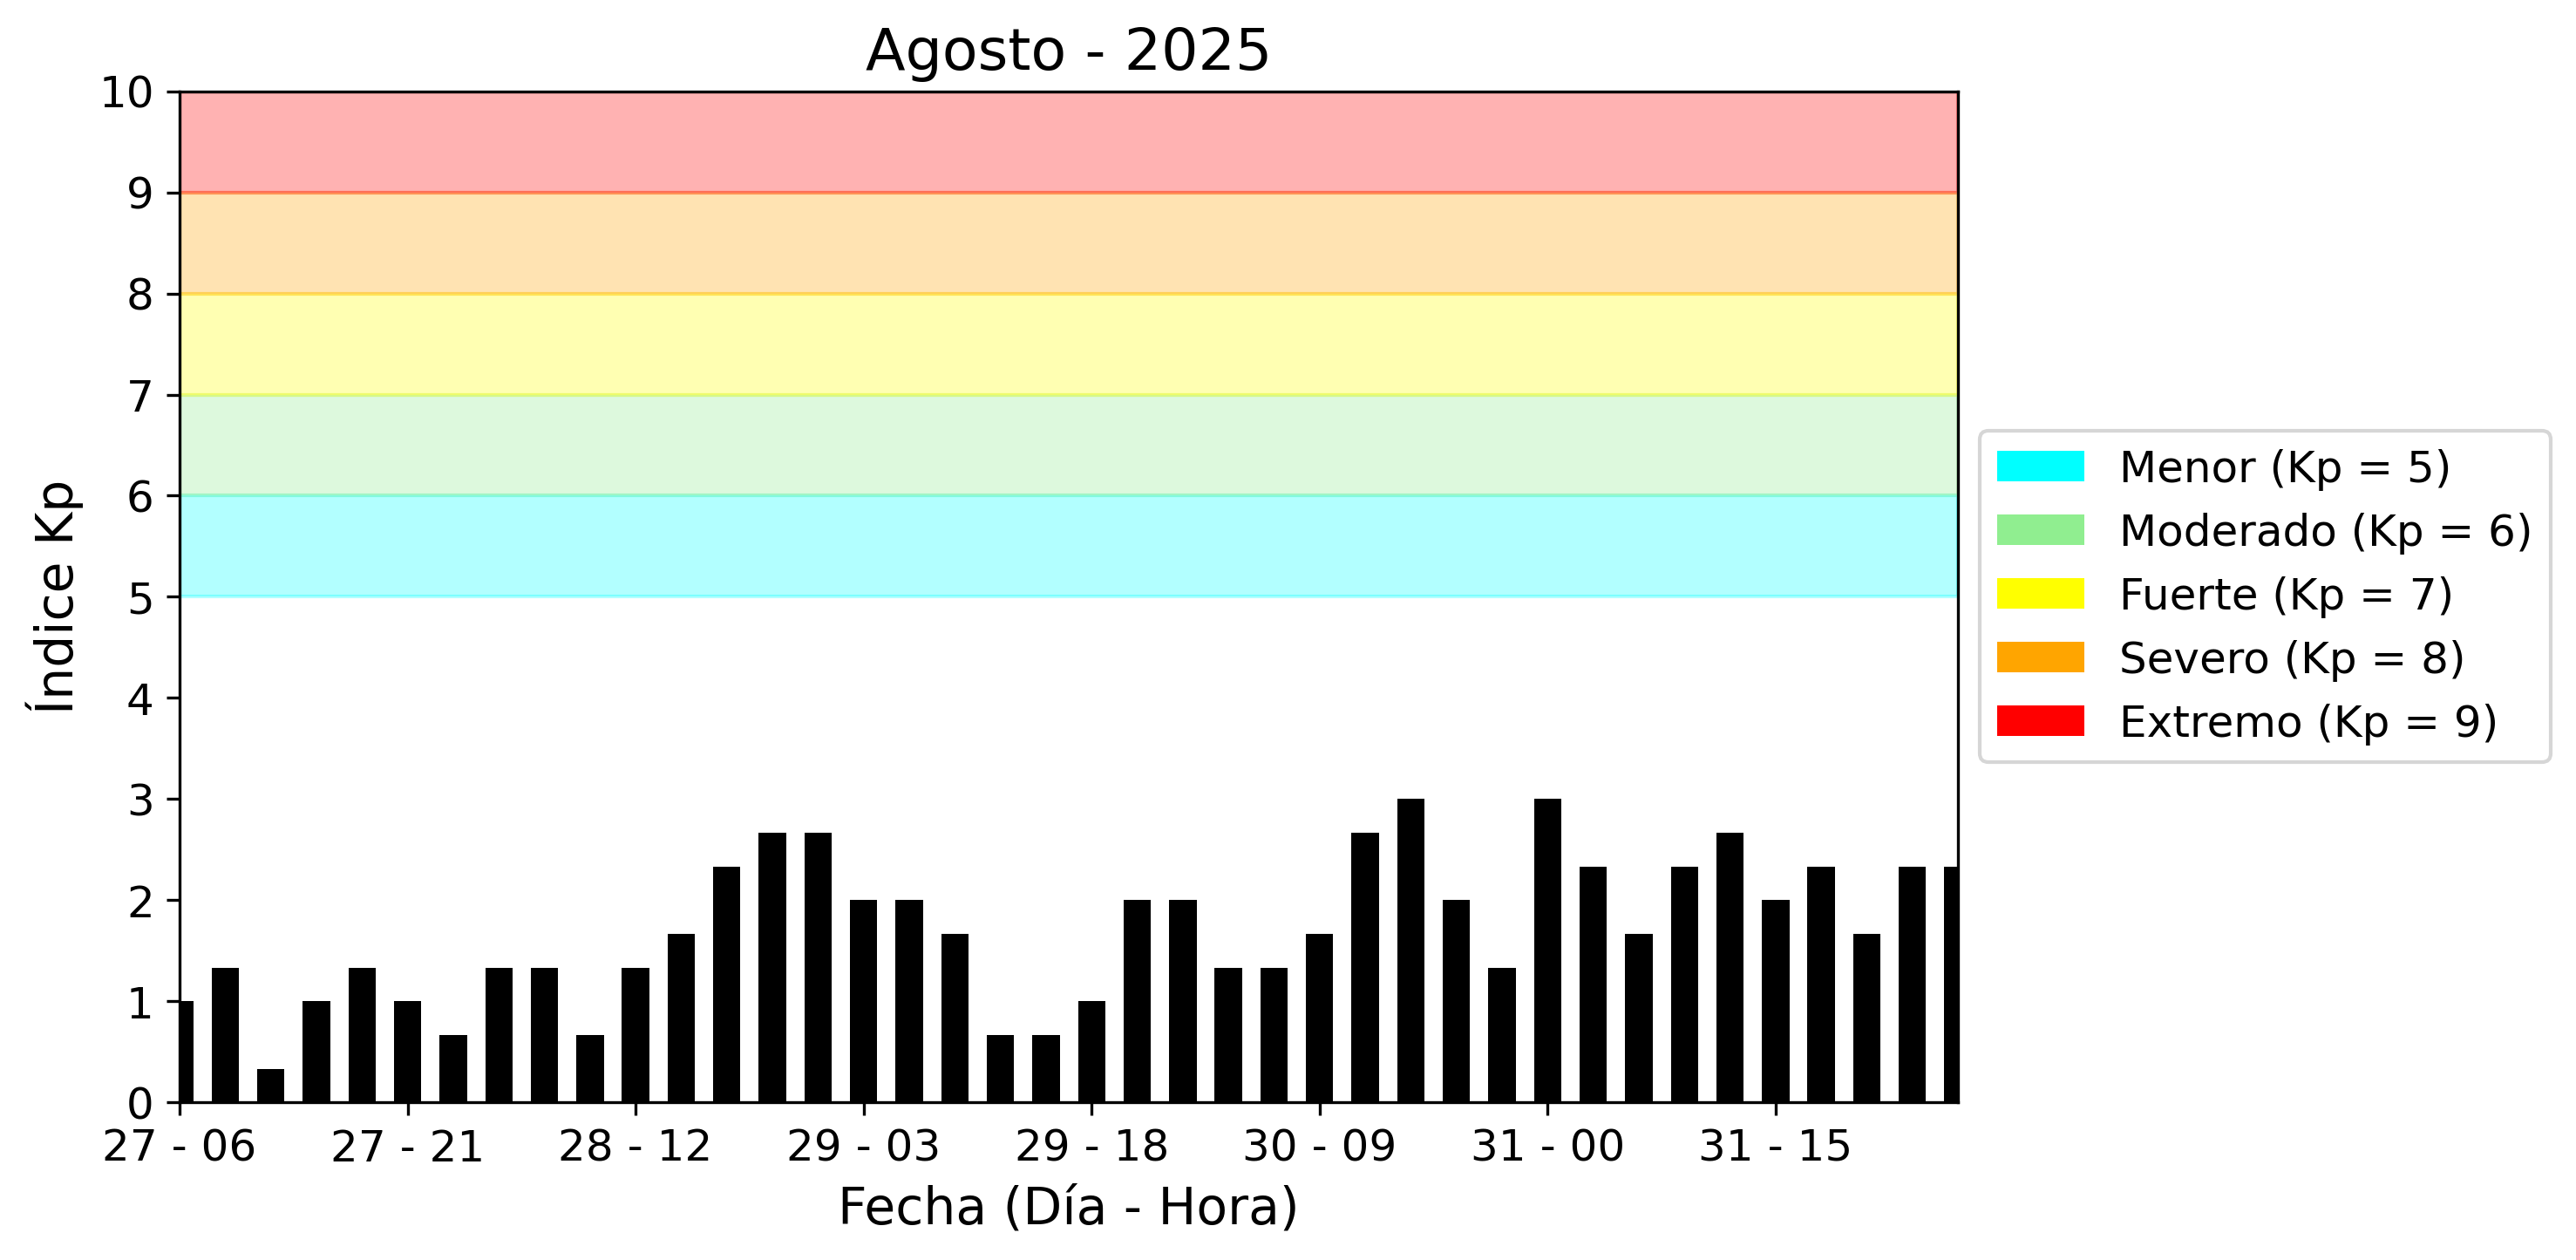 Agosto - 2025
10
9
8
7
6
5
4
3
2
1
0
Índice Kp
27 - 06
27 - 21
28 - 12
29 - 03
29 - 18
30 - 09
31 - 00
31 - 15
Fecha (Día - Hora)
Menor (Kp = 5)
Moderado (Kp = 6)
Fuerte (Kp = 7)
Severo (Kp = 8)
Extremo (Kp = 9)